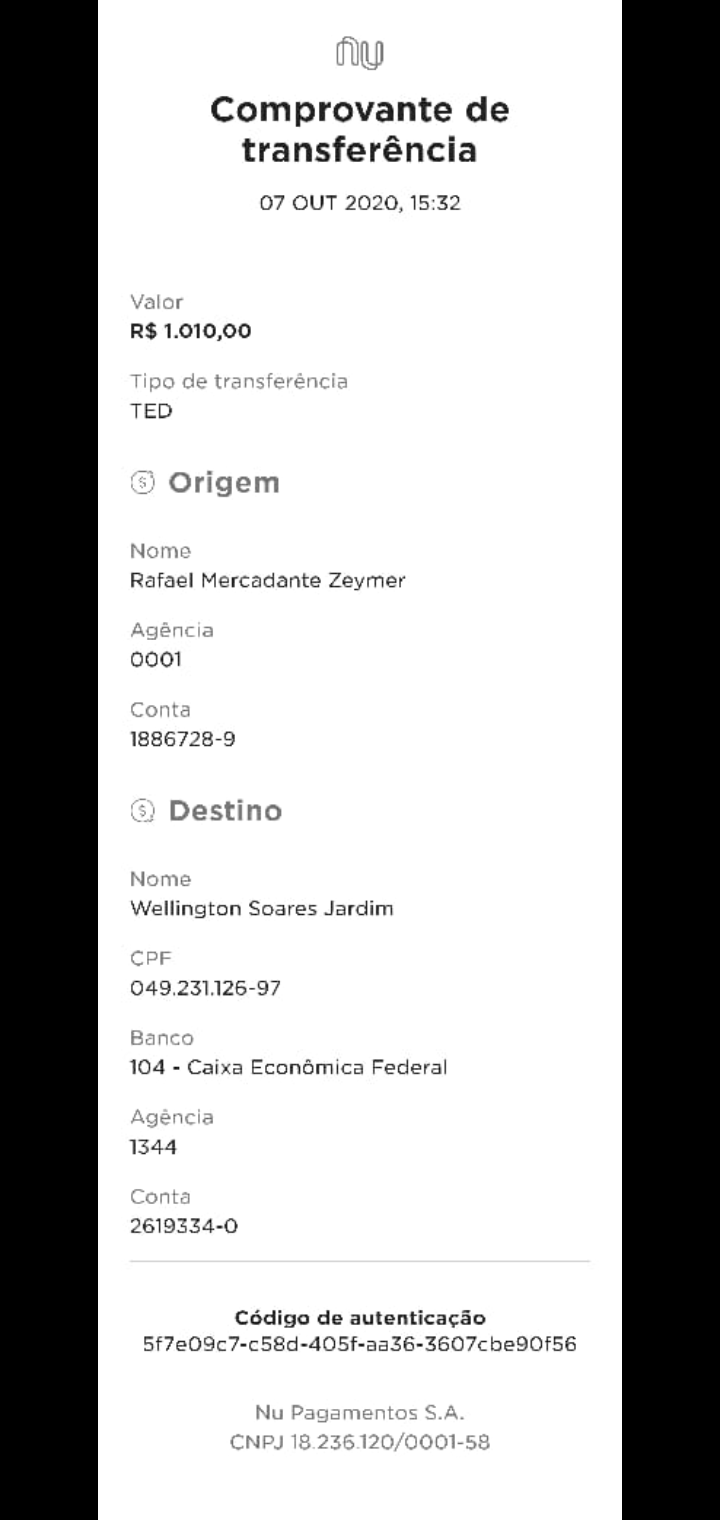 nu
Comprovante de
transferência
07 OUT 2020, 15:32
Valor
R$ 1.010,00
Tipo de transferência
TED
Origem
Nome
Rafael Mercadante Zeymer
Agência
0001
Conta
1886728-9
Destino
Nome
Wellington Soares Jardim
CPF
049.231.126-97
Banco
104 - Caixa Econômica Federal
Agência
1344
Conta
2619334-0
Código de autenticação
5f7e09c7-c58d-405f-aa36-3607cbe90f56
Nu Pagamentos S.A.
CNPJ 18.236.120/0001-58